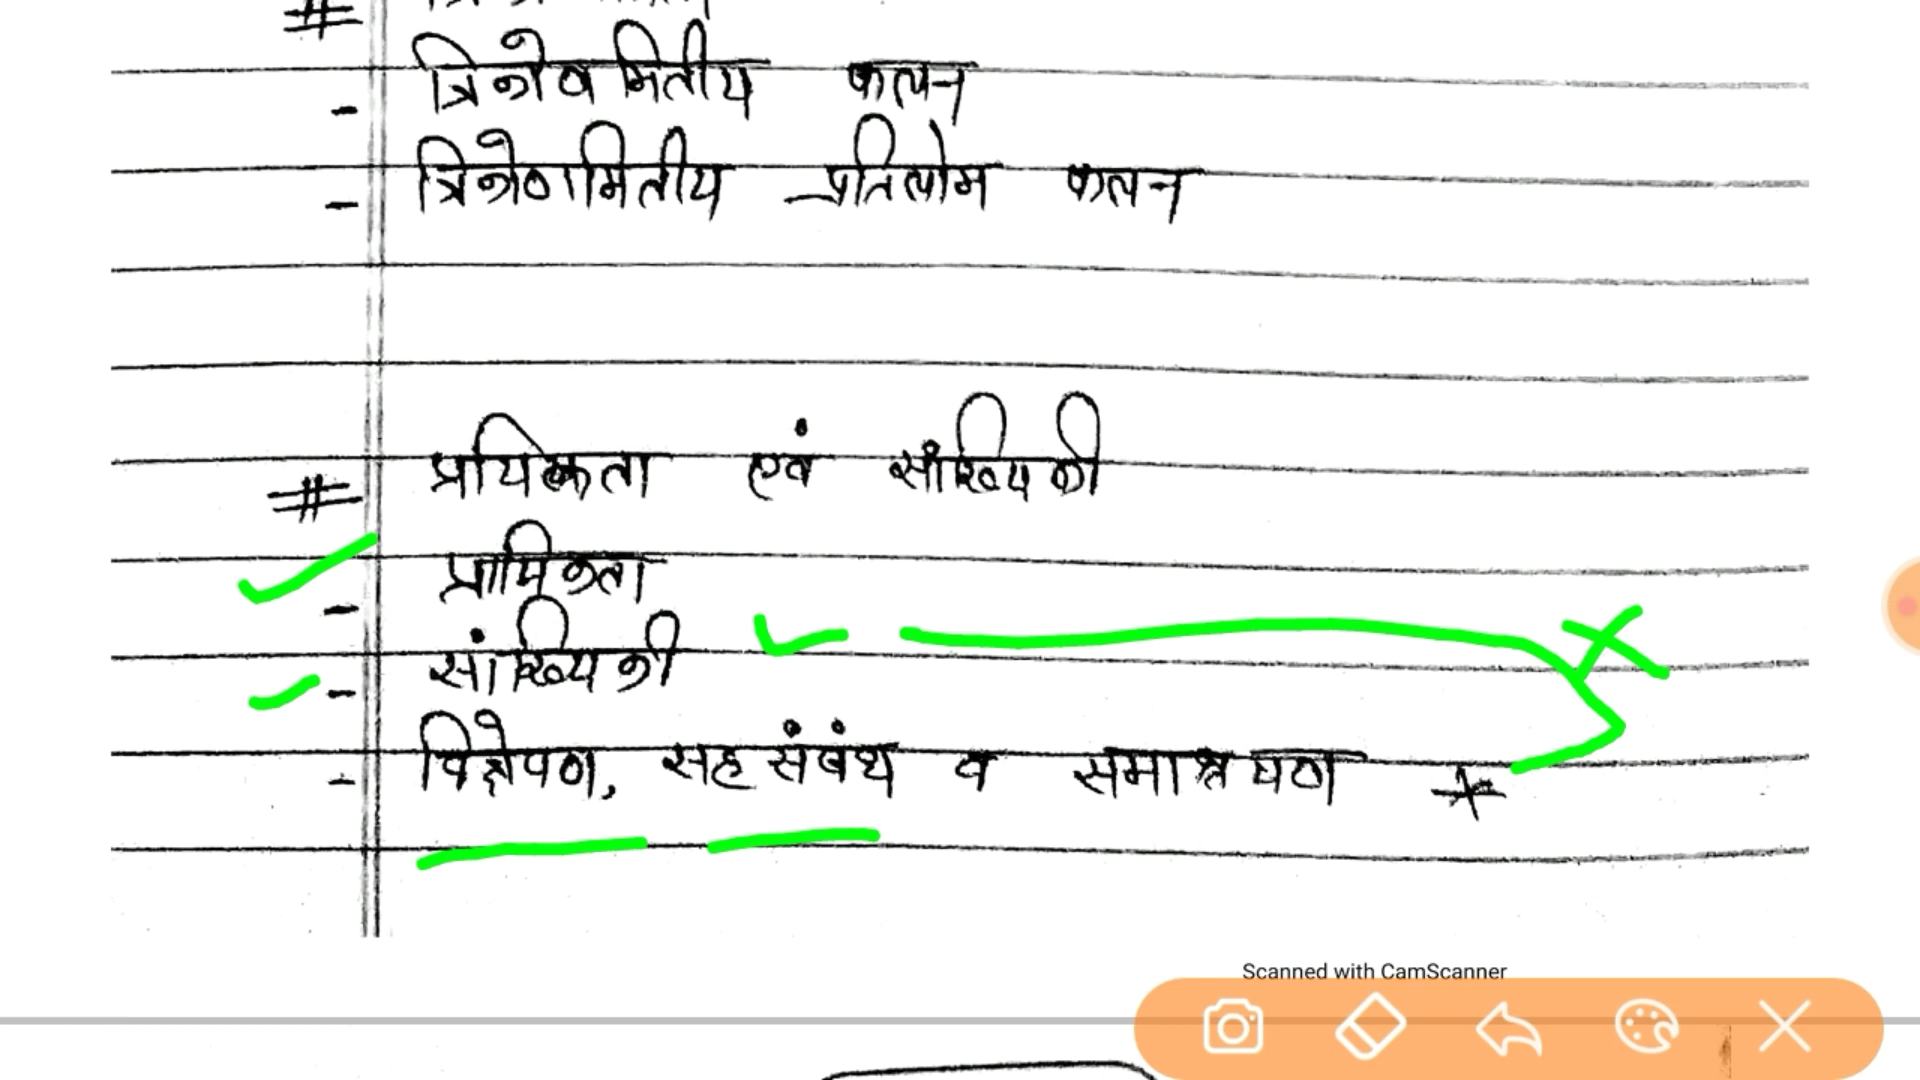 #
- त्रिकोणमितीय फलन
- त्रिकोणमितीय प्रतिलोम फलन
# प्रायिकता एवं सांख्यिकी
- प्रायिकता
- सांख्यिकी
- विक्षेपण, सहसंबंध व समाश्रयण *
Scanned with CamScanner